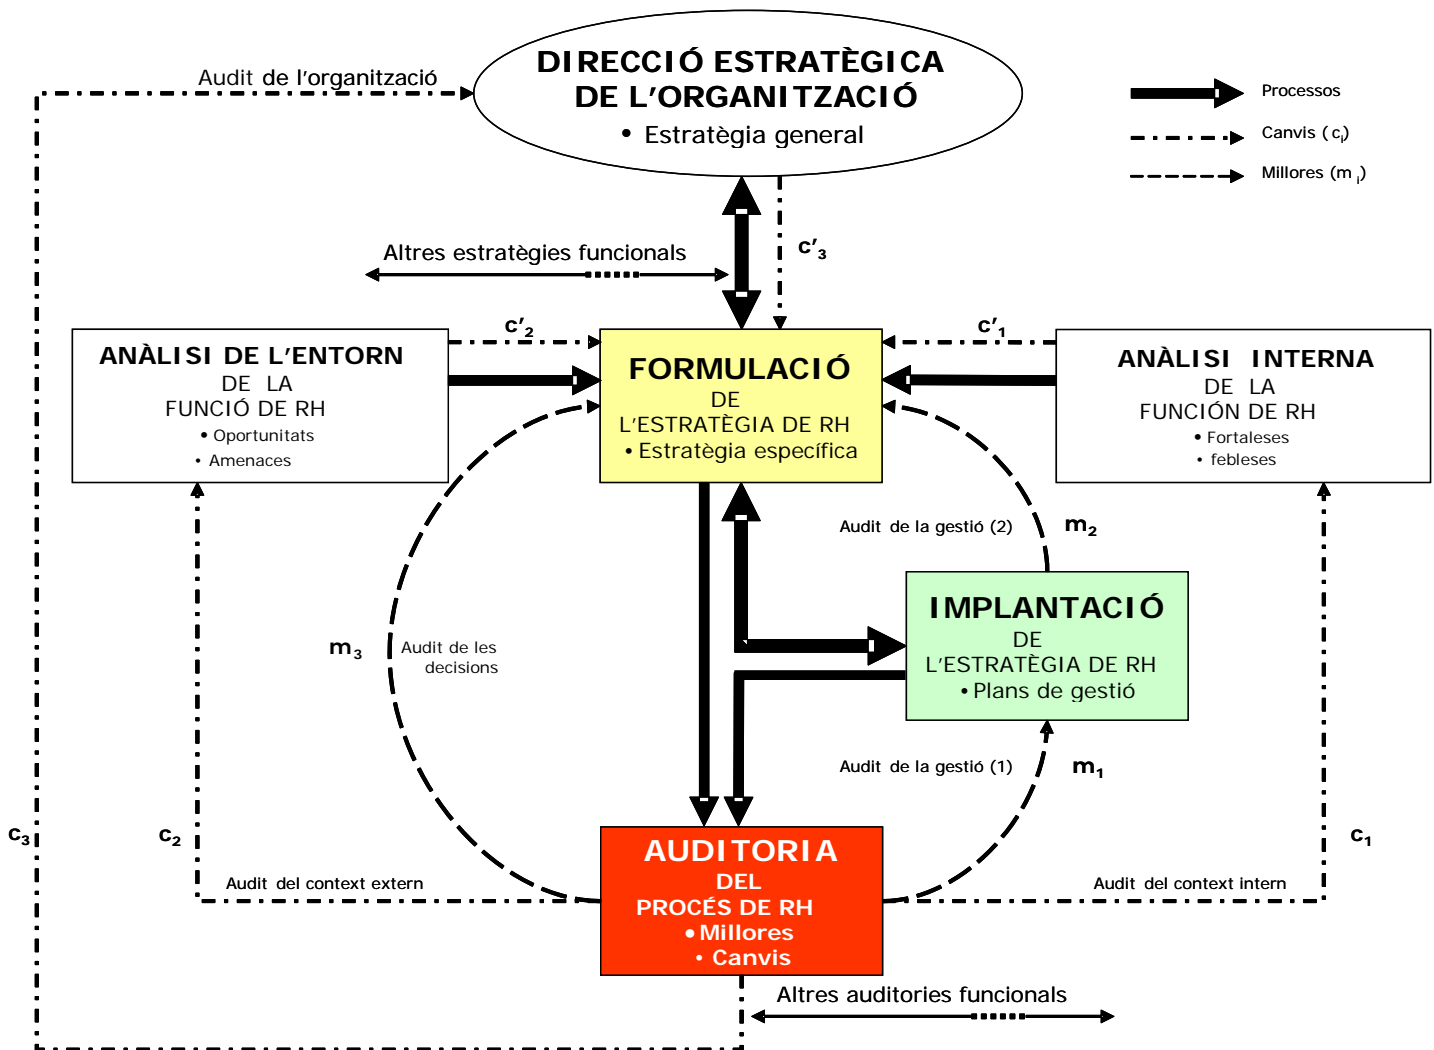 DIRECCIÓ ESTRATÈGICA
DE L'ORGANITZACIÓ
• Estratègia general
Audit de l'organització
Processos
Canvis ( ci)
Millores (m i)
c'3
Altres estratègies funcionals
c'2
c'1
ANÀLISI DE L'ENTORN
DE LA
FUNCIÓ DE RH
• Oportunitats
• Amenaces
FORMULACIÓ
DE
L'ESTRATÈGIA DE RH
• Estratègia específica
ANÀLISI INTERNA
DE LA
FUNCIÓN DE RH
• Fortaleses
• febleses
Audit de la gestió (2)
m2
IMPLANTACIÓ
DE
L'ESTRATÈGIA DE RH
• Plans de gestió
m3
Audit de les
decisions
Audit de la gestió (1)
m1
c3
c2
c1
Audit del context extern
Audit del context intern
AUDITORIA
DEL
PROCÉS DE RH
• Millores
• Canvis
Altres auditories funcionals